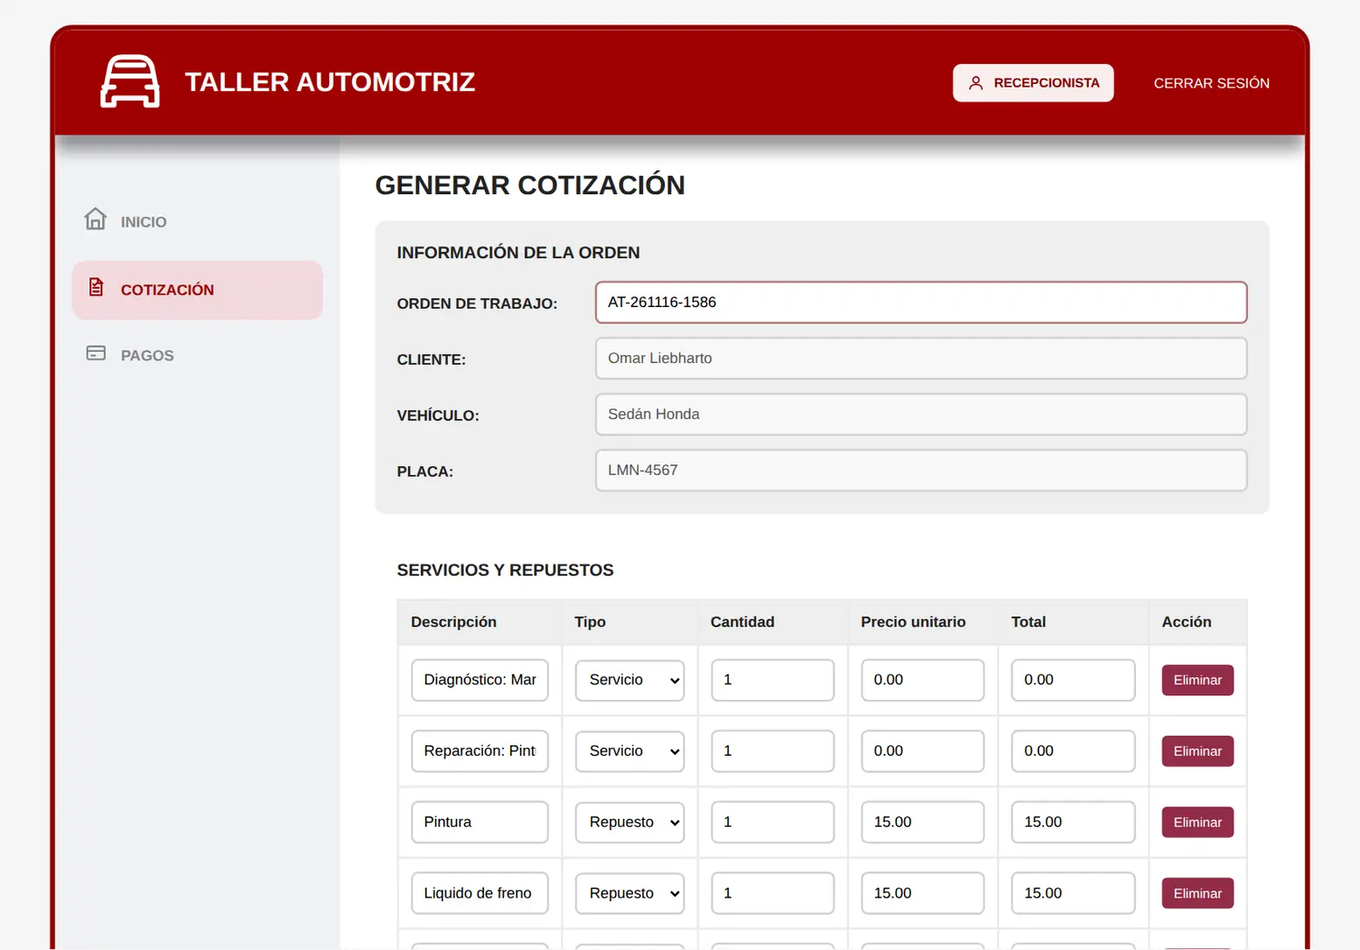 TALLER AUTOMOTRIZ
RECEPCIONISTA
CERRAR SESIÓN
INICIO
COTIZACIÓN
PAGOS
GENERAR COTIZACIÓN
INFORMACIÓN DE LA ORDEN
ORDEN DE TRABAJO: AT-261116-1586
CLIENTE: Omar Liebharto
VEHÍCULO: Sedán Honda
PLACA: LMN-4567
SERVICIOS Y REPUESTOS
Descripción Tipo Cantidad Precio unitario Total Acción
Diagnóstico: Mar Servicio 1 0.00 0.00 Eliminar
Reparación: Pint Servicio 1 0.00 0.00 Eliminar
Pintura Repuesto 1 15.00 15.00 Eliminar
Liquido de freno Repuesto 1 15.00 15.00 Eliminar